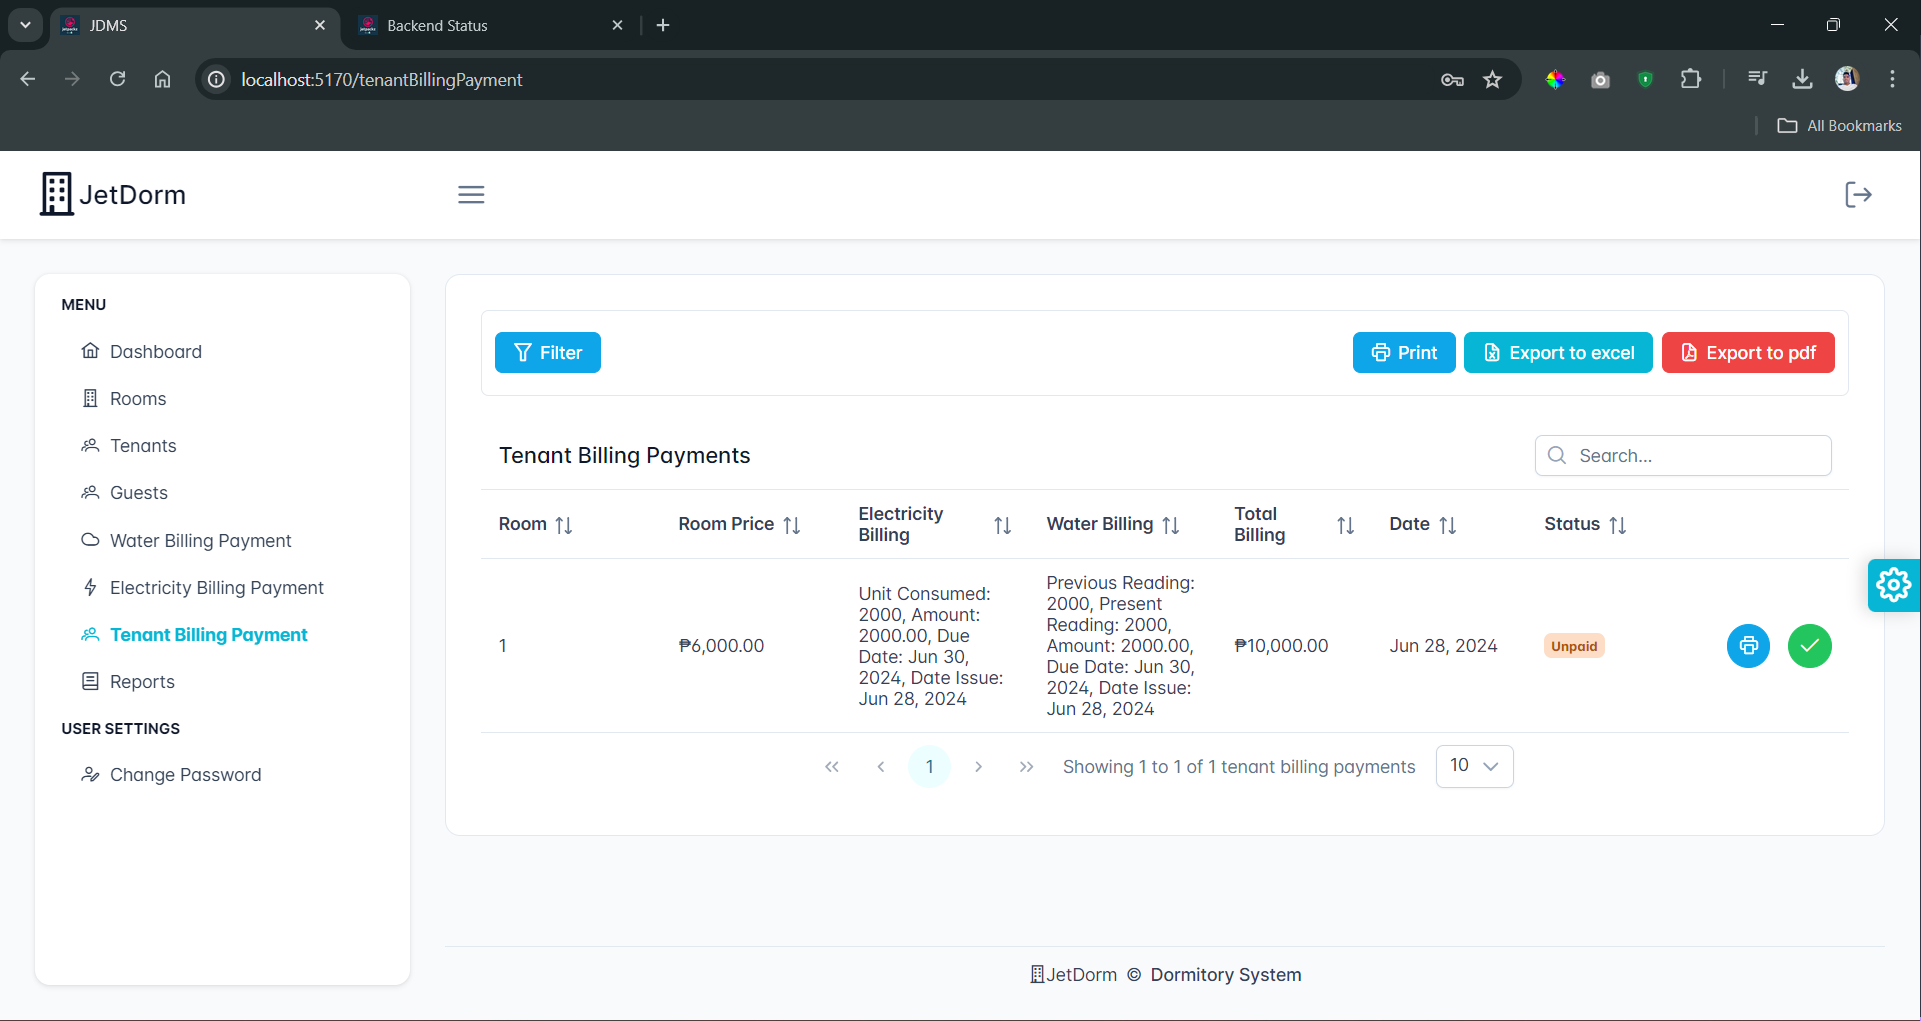 JDMS
Backend Status
localhost:5170/tenantBillingPayment
All Bookmarks
JetDorm
MENU
Dashboard
Rooms
Tenants
Guests
Water Billing Payment
Electricity Billing Payment
Tenant Billing Payment
Reports
USER SETTINGS
Change Password
Filter
Print
Export to excel
Export to pdf
Tenant Billing Payments
Search...
Room
Room Price
Electricity
Billing
Water Billing
Total
Billing
Date
Status
1
₱6,000.00
Unit Consumed:
2000, Amount:
2000.00, Due
Date: Jun 30,
2024, Date Issue:
Jun 28, 2024
Previous Reading:
2000, Present
Reading: 2000,
Amount: 2000.00,
Due Date: Jun 30,
2024, Date Issue:
Jun 28, 2024
₱10,000.00
Jun 28, 2024
Unpaid
1
Showing 1 to 1 of 1 tenant billing payments
10
JetDorm © Dormitory System